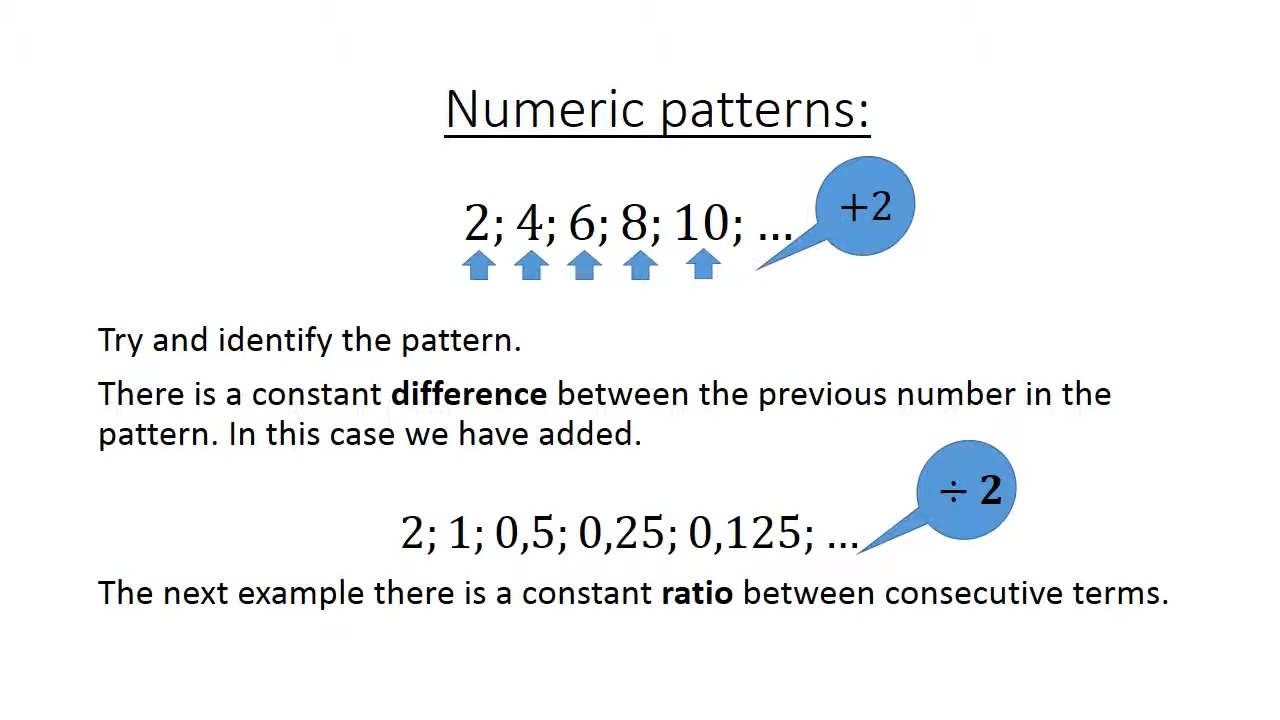 Numeric patterns:
2; 4; 6; 8; 10; …
+2
Try and identify the pattern.
There is a constant difference between the previous number in the
pattern. In this case we have added.
÷ 2
2; 1; 0,5; 0,25; 0,125; …
The next example there is a constant ratio between consecutive terms.